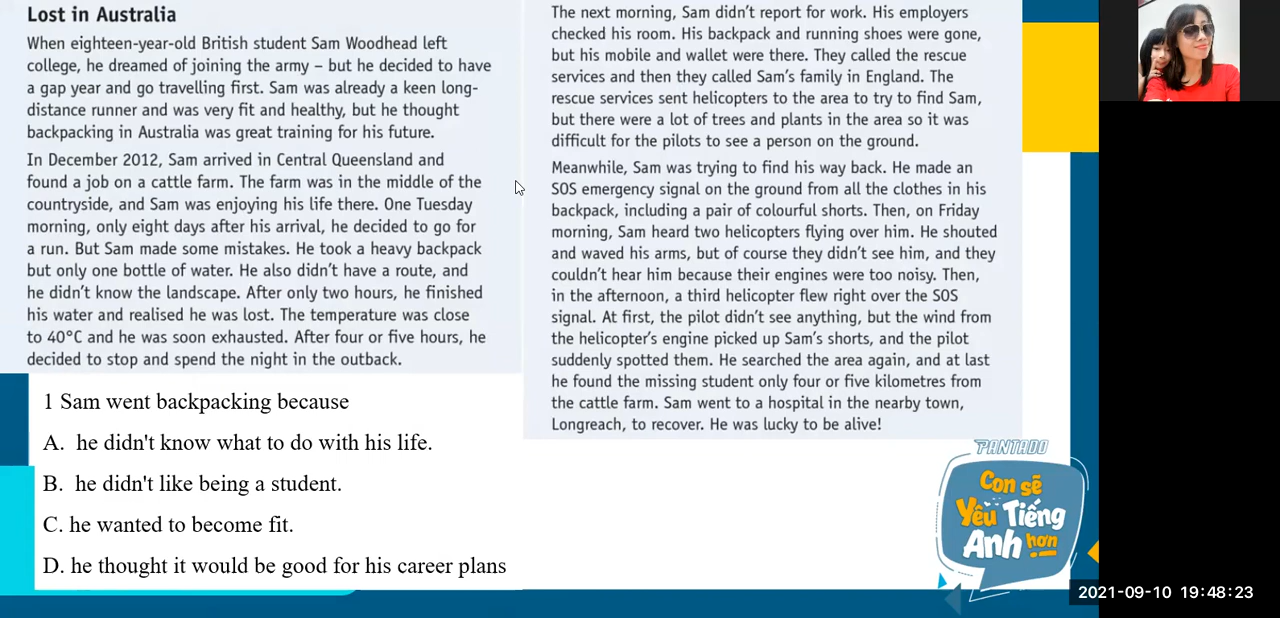 Lost in Australia
When eighteen-year-old British student Sam Woodhead left
college, he dreamed of joining the army – but he decided to have
a gap year and go travelling first. Sam was already a keen long-
distance runner and was very fit and healthy, but he thought
backpacking in Australia was great training for his future.
In December 2012, Sam arrived in Central Queensland and
found a job on a cattle farm. The farm was in the middle of the
countryside, and Sam was enjoying his life there. One Tuesday
morning, only eight days after his arrival, he decided to go for
a run. But Sam made some mistakes. He took a heavy backpack
but only one bottle of water. He also didn't have a route, and
he didn't know the landscape. After only two hours, he finished
his water and realised he was lost. The temperature was close
to 40°C and he was soon exhausted. After four or five hours, he
decided to stop and spend the night in the outback.
The next morning, Sam didn't report for work. His employers
checked his room. His backpack and running shoes were gone,
but his mobile and wallet were there. They called the rescue
services and then they called Sam's family in England. The
rescue services sent helicopters to the area to try to find Sam,
but there were a lot of trees and plants in the area so it was
difficult for the pilots to see a person on the ground.
Meanwhile, Sam was trying to find his way back. He made an
SOS emergency signal on the ground from all the clothes in his
backpack, including a pair of colourful shorts. Then, on Friday
morning, Sam heard two helicopters flying over him. He shouted
and waved his arms, but of course they didn't see him, and they
couldn't hear him because their engines were too noisy. Then,
in the afternoon, a third helicopter flew right over the SOS
signal. At first, the pilot didn't see anything, but the wind from
the helicopter's engine picked up Sam's shorts, and the pilot
suddenly spotted them. He searched the area again, and at last
he found the missing student only four or five kilometres from
the cattle farm. Sam went to a hospital in the nearby town,
Longreach, to recover. He was lucky to be alive!
1 Sam went backpacking because
A. he didn't know what to do with his life.
B. he didn't like being a student.
C. he wanted to become fit.
D. he thought it would be good for his career plans
PANTADO
Con sẽ
Yêu Tiếng
Anh hơn
2021-09-10 19:48:23